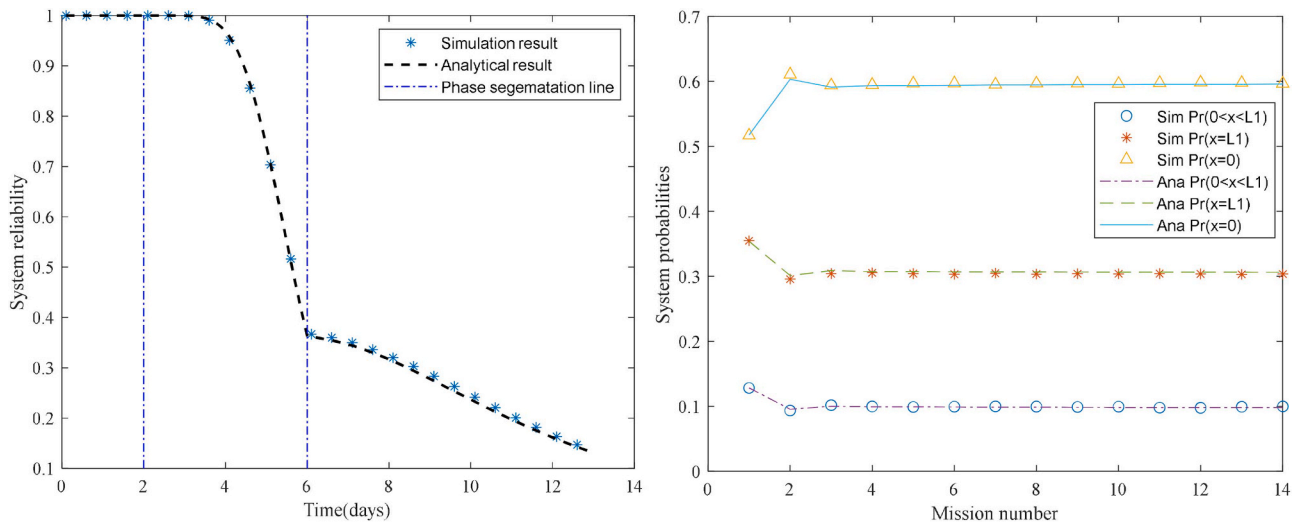 1
0.9
0.8
0.7
0.6
0.5
0.4
0.3
0.2
0.1
System reliability
Simulation result
Analytical result
Phase segematation line
0 2 4 6 8 10 12 14
Time(days)
0.7
0.6
0.5
0.4
0.3
0.2
0.1
0
System probabilities
Sim Pr(0<x<L1)
Sim Pr(x=L1)
Sim Pr(x=0)
Ana Pr(0<x<L1)
Ana Pr(x=L1)
Ana Pr(x=0)
0 2 4 6 8 10 12 14
Mission number